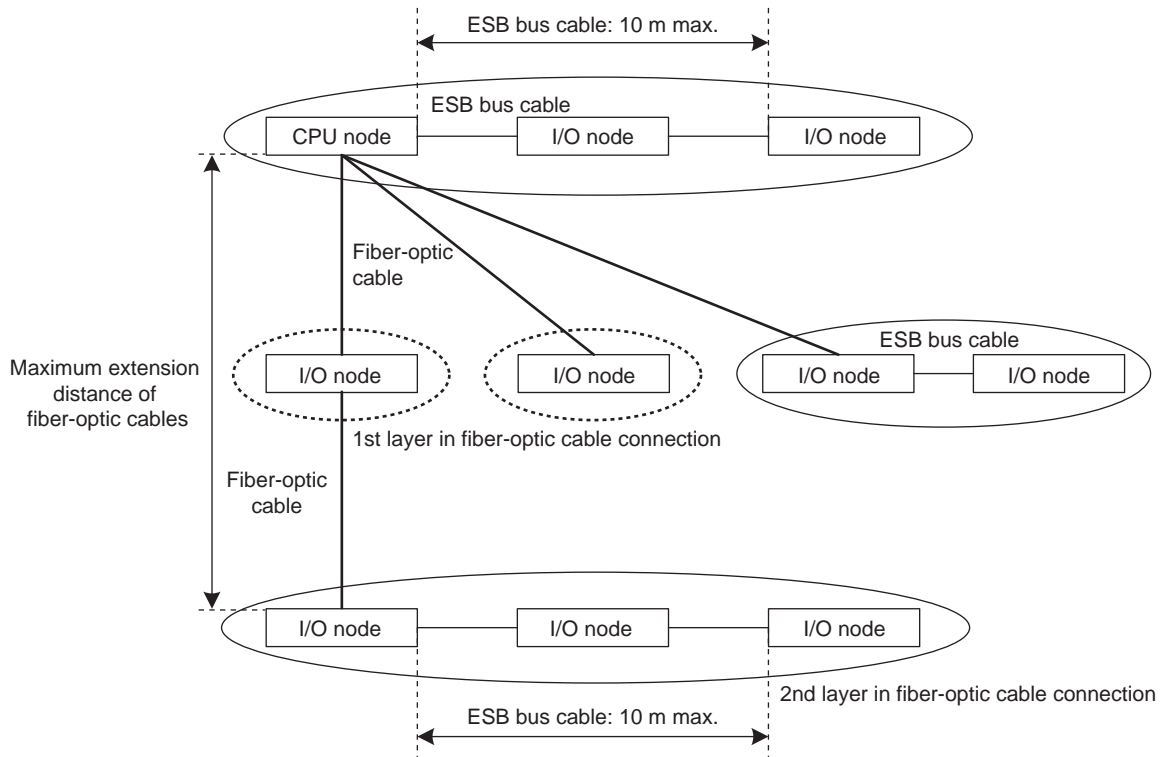 ESB bus cable: 10 m max.
ESB bus cable
CPU node
I/O node
I/O node
Fiber-optic
cable
ESB bus cable
Maximum extension
distance of
fiber-optic cables
I/O node
I/O node
I/O node
I/O node
1st layer in fiber-optic cable connection
Fiber-optic
cable
I/O node
I/O node
I/O node
2nd layer in fiber-optic cable connection
ESB bus cable: 10 m max.